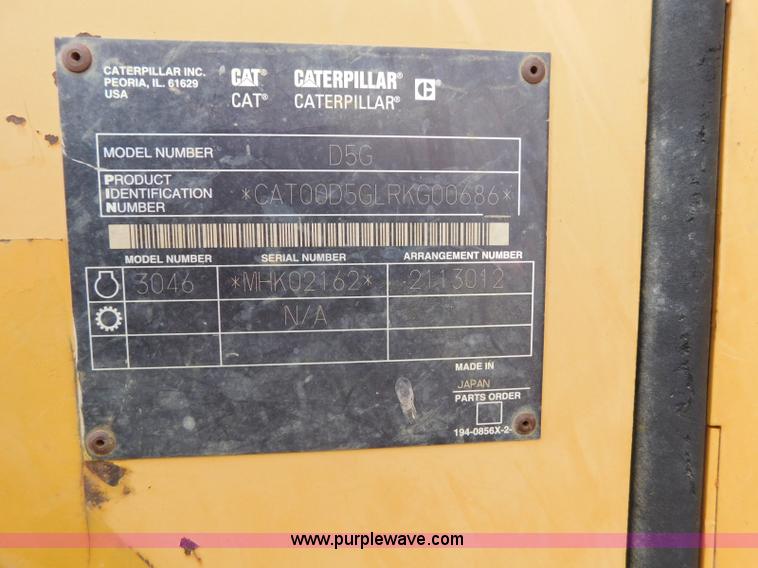 CATERPILLAR INC.
PEORIA, IL. 61629
USA
CAT® CATERPILLAR® C
CAT® CATERPILLAR®
MODEL NUMBER D5G
PRODUCT
IDENTIFICATION
NUMBER
*CAT00D5GLRKG00686*
MODEL NUMBER SERIAL NUMBER ARRANGEMENT NUMBER
3046 *MHK02162* 2113012
N/A
MADE IN
JAPAN
PARTS ORDER
194-0856X-2-
www.purplewave.com